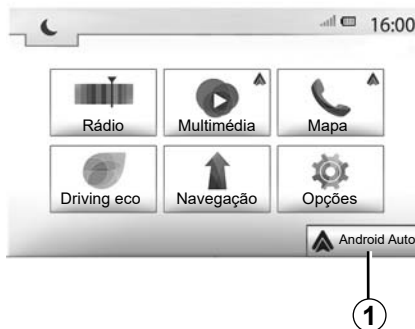 16:00
Rádio
Multimédia
Mapa
Driving eco
Navegação
Opções
Android Auto
1